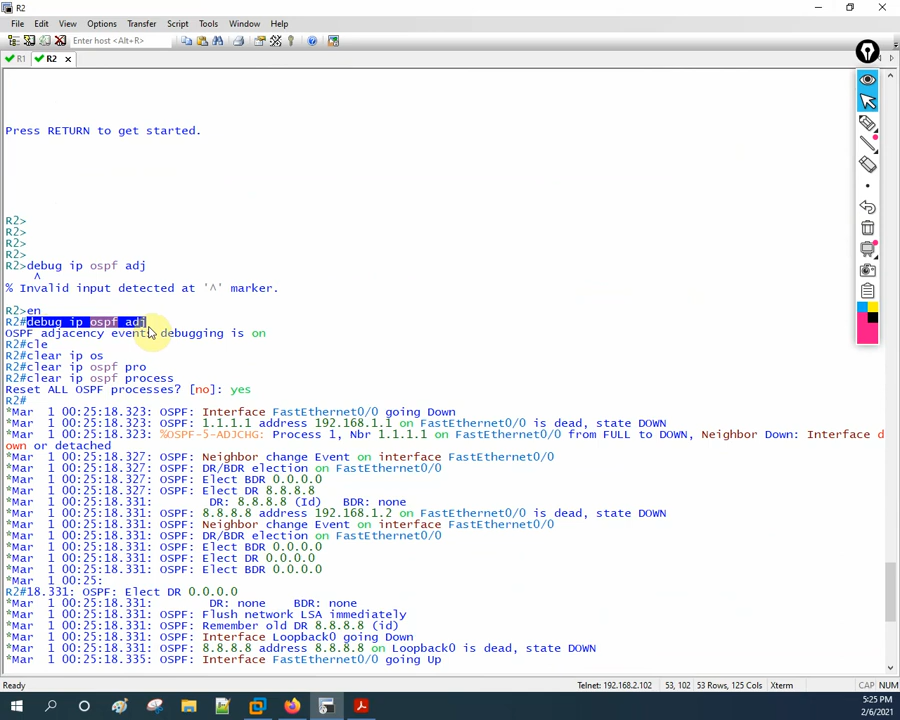 R2
File Edit View Options Transfer Script Tools Window Help
Enter host <Alt+R>
R1 R2
Press RETURN to get started.
R2>
R2>
R2>
R2>
R2>debug ip ospf adj
^
% Invalid input detected at '^' marker.
R2>en
R2#debug ip ospf adj
OSPF adjacency events debugging is on
R2#cle
R2#clear ip os
R2#clear ip ospf pro
R2#clear ip ospf process
Reset ALL OSPF processes? [no]: yes
R2#
*Mar 1 00:25:18.323: OSPF: Interface FastEthernet0/0 going Down
*Mar 1 00:25:18.323: OSPF: 1.1.1.1 address 192.168.1.1 on FastEthernet0/0 is dead, state DOWN
*Mar 1 00:25:18.323: %OSPF-5-ADJCHG: Process 1, Nbr 1.1.1.1 on FastEthernet0/0 from FULL to DOWN, Neighbor Down: Interface d
own or detached
*Mar 1 00:25:18.327: OSPF: Neighbor change Event on interface FastEthernet0/0
*Mar 1 00:25:18.327: OSPF: DR/BDR election on FastEthernet0/0
*Mar 1 00:25:18.327: OSPF: Elect BDR 0.0.0.0
*Mar 1 00:25:18.327: OSPF: Elect DR 8.8.8.8
*Mar 1 00:25:18.331: DR: 8.8.8.8 (Id) BDR: none
*Mar 1 00:25:18.331: OSPF: 8.8.8.8 address 192.168.1.2 on FastEthernet0/0 is dead, state DOWN
*Mar 1 00:25:18.331: OSPF: Neighbor change Event on interface FastEthernet0/0
*Mar 1 00:25:18.331: OSPF: DR/BDR election on FastEthernet0/0
*Mar 1 00:25:18.331: OSPF: Elect BDR 0.0.0.0
*Mar 1 00:25:18.331: OSPF: Elect DR 0.0.0.0
*Mar 1 00:25:18.331: OSPF: Elect BDR 0.0.0.0
*Mar 1 00:25:
R2#18.331: OSPF: Elect DR 0.0.0.0
*Mar 1 00:25:18.331: DR: none BDR: none
*Mar 1 00:25:18.331: OSPF: Flush network LSA immediately
*Mar 1 00:25:18.331: OSPF: Remember old DR 8.8.8.8 (id)
*Mar 1 00:25:18.331: OSPF: Interface Loopback0 going Down
*Mar 1 00:25:18.331: OSPF: 8.8.8.8 address 8.8.8.8 on Loopback0 is dead, state DOWN
*Mar 1 00:25:18.335: OSPF: Interface FastEthernet0/0 going Up
Ready Telnet: 192.168.2.102 53, 102 53 Rows, 125 Cols Xterm CAP NUM
5:25 PM
2/6/2021